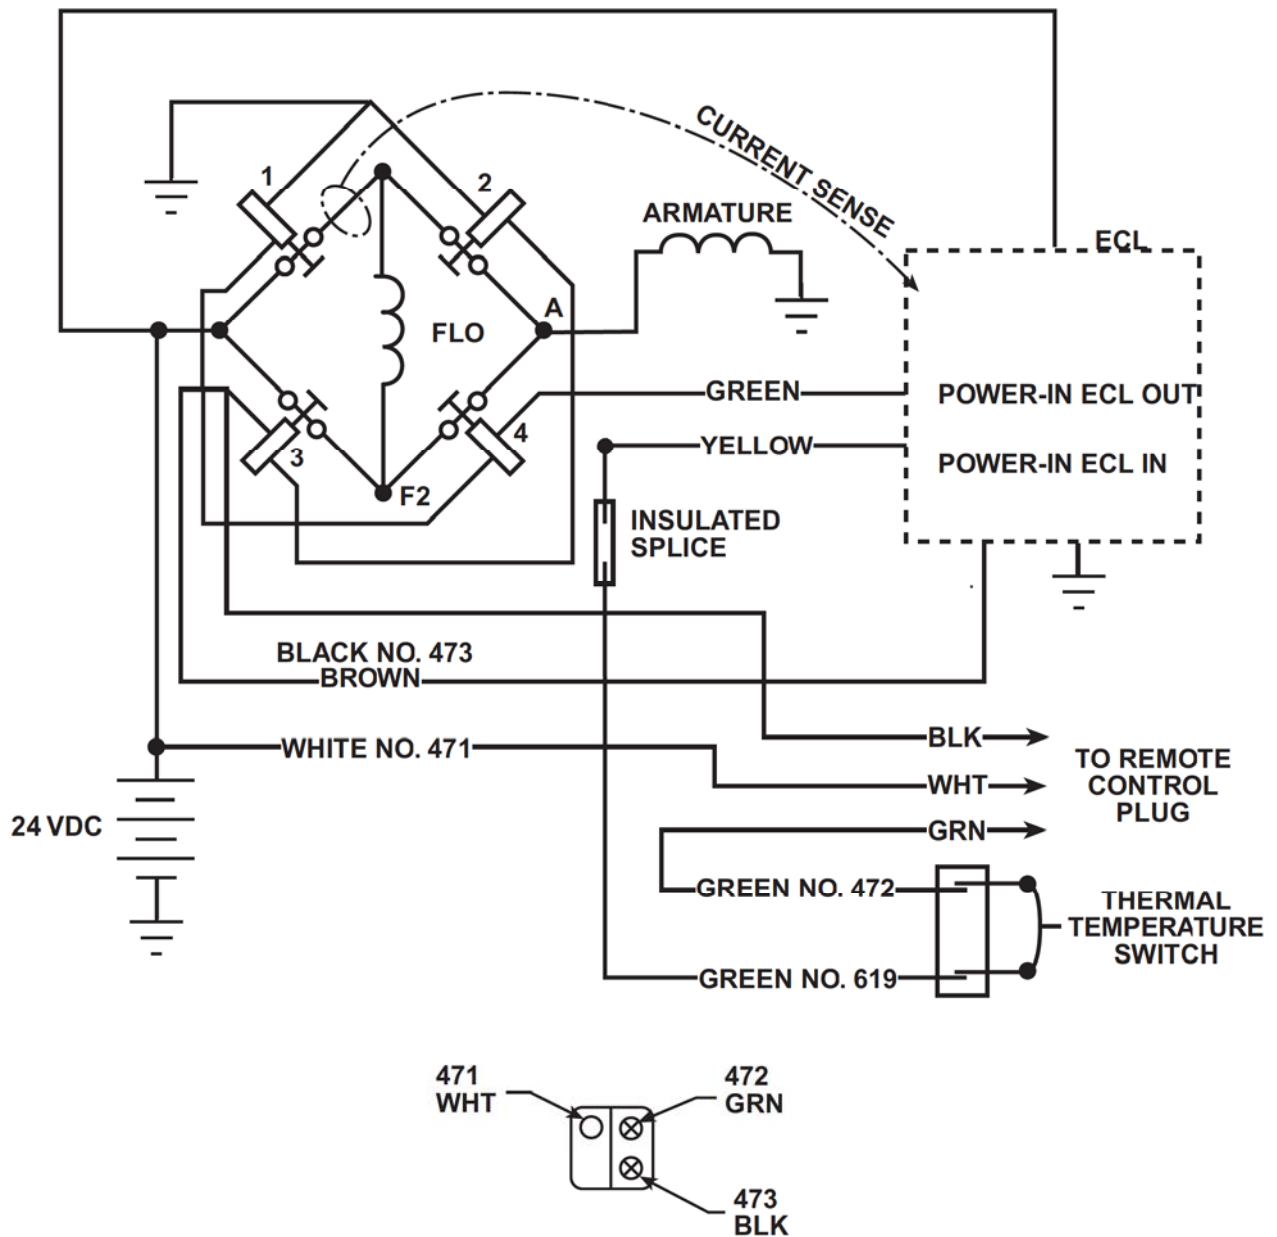 CURRENT SENSE
1
2
ARMATURE
ECL
A
FLO
GREEN
POWER-IN ECL OUT
4
YELLOW
3
POWER-IN ECL IN
F2
INSULATED
SPLICE
BLACK NO. 473
BROWN
BLK
WHITE NO. 471
TO REMOTE
CONTROL
PLUG
WHT
24 VDC
GRN
GREEN NO. 472
THERMAL
TEMPERATURE
SWITCH
GREEN NO. 619
471
WHT
472
GRN
473
BLK